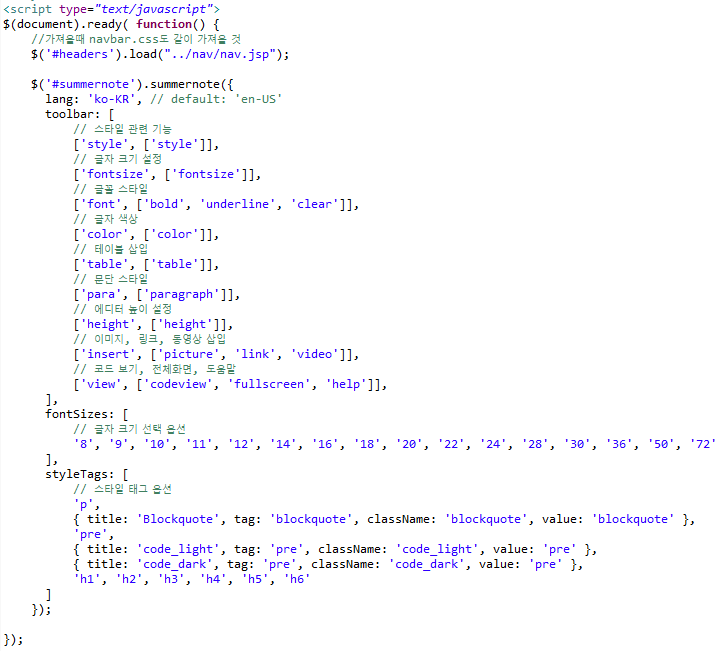 <script type="text/javascript">
$(document).ready( function() {
//가져올때 navbar.css도 같이 가져올 것
$('#headers').load("../nav/nav.jsp");
$('#summernote').summernote({
lang: 'ko-KR', // default: 'en-US'
toolbar: [
// 스타일 관련 기능
['style', ['style']],
// 글자 크기 설정
['fontsize', ['fontsize']],
// 글꼴 스타일
['font', ['bold', 'underline', 'clear']],
// 글자 색상
['color', ['color']],
// 테이블 삽입
['table', ['table']],
// 문단 스타일
['para', ['paragraph']],
// 에디터 높이 설정
['height', ['height']],
// 이미지, 링크, 동영상 삽입
['insert', ['picture', 'link', 'video']],
// 코드 보기, 전체화면, 도움말
['view', ['codeview', 'fullscreen', 'help']],
],
fontSizes: [
// 글자 크기 선택 옵션
'8', '9', '10', '11', '12', '14', '16', '18', '20', '22', '24', '28', '30', '36', '50', '72'
],
styleTags: [
// 스타일 태그 옵션
'p',
{ title: 'Blockquote', tag: 'blockquote', className: 'blockquote', value: 'blockquote' },
'pre',
{ title: 'code_light', tag: 'pre', className: 'code_light', value: 'pre' },
{ title: 'code_dark', tag: 'pre', className: 'code_dark', value: 'pre' },
'h1', 'h2', 'h3', 'h4', 'h5', 'h6'
]
});
});